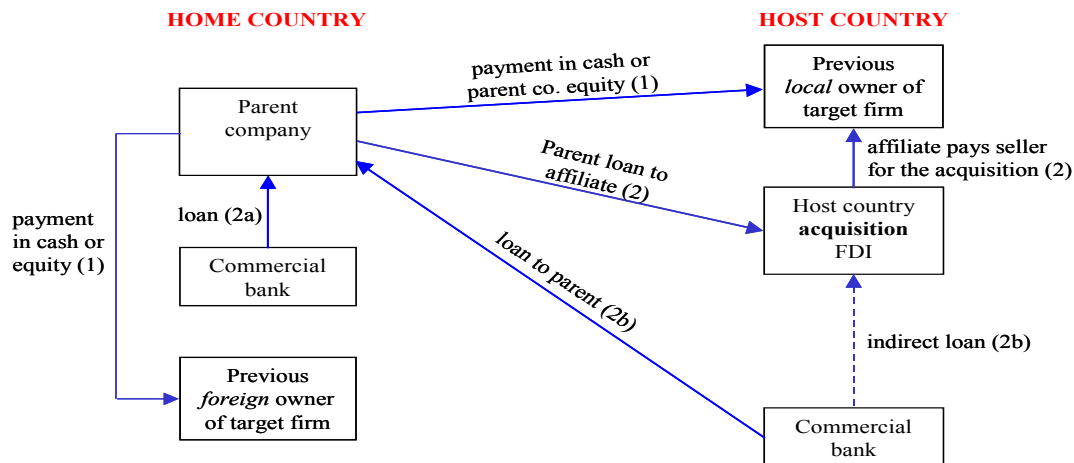 HOME COUNTRY
HOST COUNTRY
payment in cash or
parent co. equity (1)
Previous
local owner of
target firm
Parent
company
Parent loan to
affiliate (2)
affiliate pays seller
for the acquisition (2)
payment
in cash or
equity (1)
loan (2a)
Host country
acquisition
FDI
Commercial
bank
loan to parent (2b)
indirect loan (2b)
Previous
foreign owner
of target firm
Commercial
bank